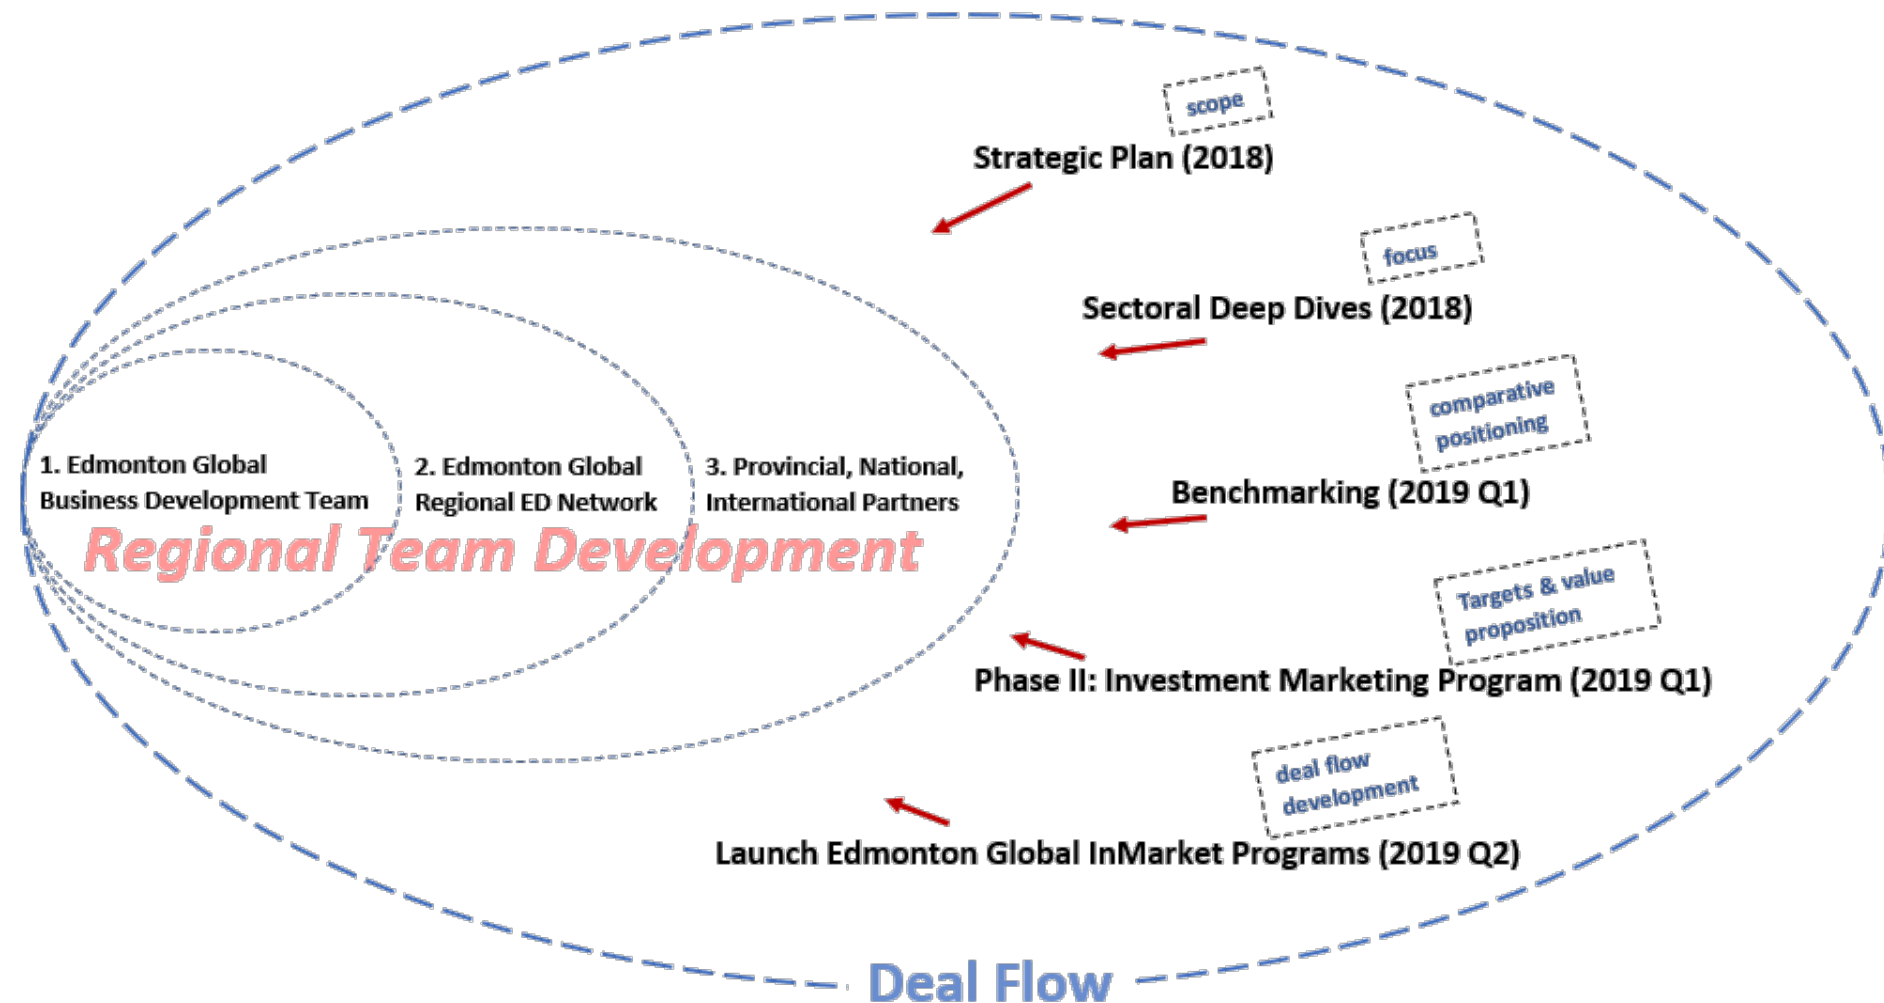 scope
Strategic Plan (2018)
focus
Sectoral Deep Dives (2018)
comparative
positioning
1. Edmonton Global
Business Development Team
2. Edmonton Global
Regional ED Network
3. Provincial, National,
International Partners
Benchmarking (2019 Q1)
Regional Team Development
Targets & value
proposition
Phase II: Investment Marketing Program (2019 Q1)
deal flow
development
Launch Edmonton Global InMarket Programs (2019 Q2)
Deal Flow